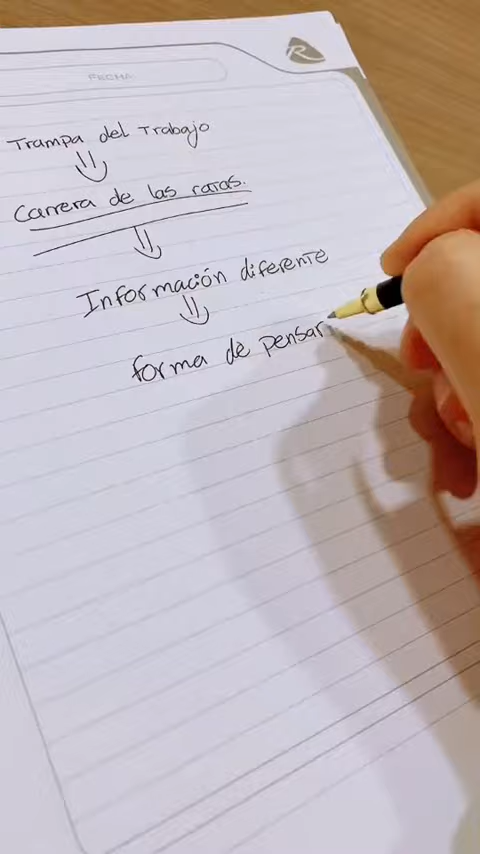 R
FECHA:
Trampa del Trabajo
Carrera de las ratas.
Información diferente
forma de pensar